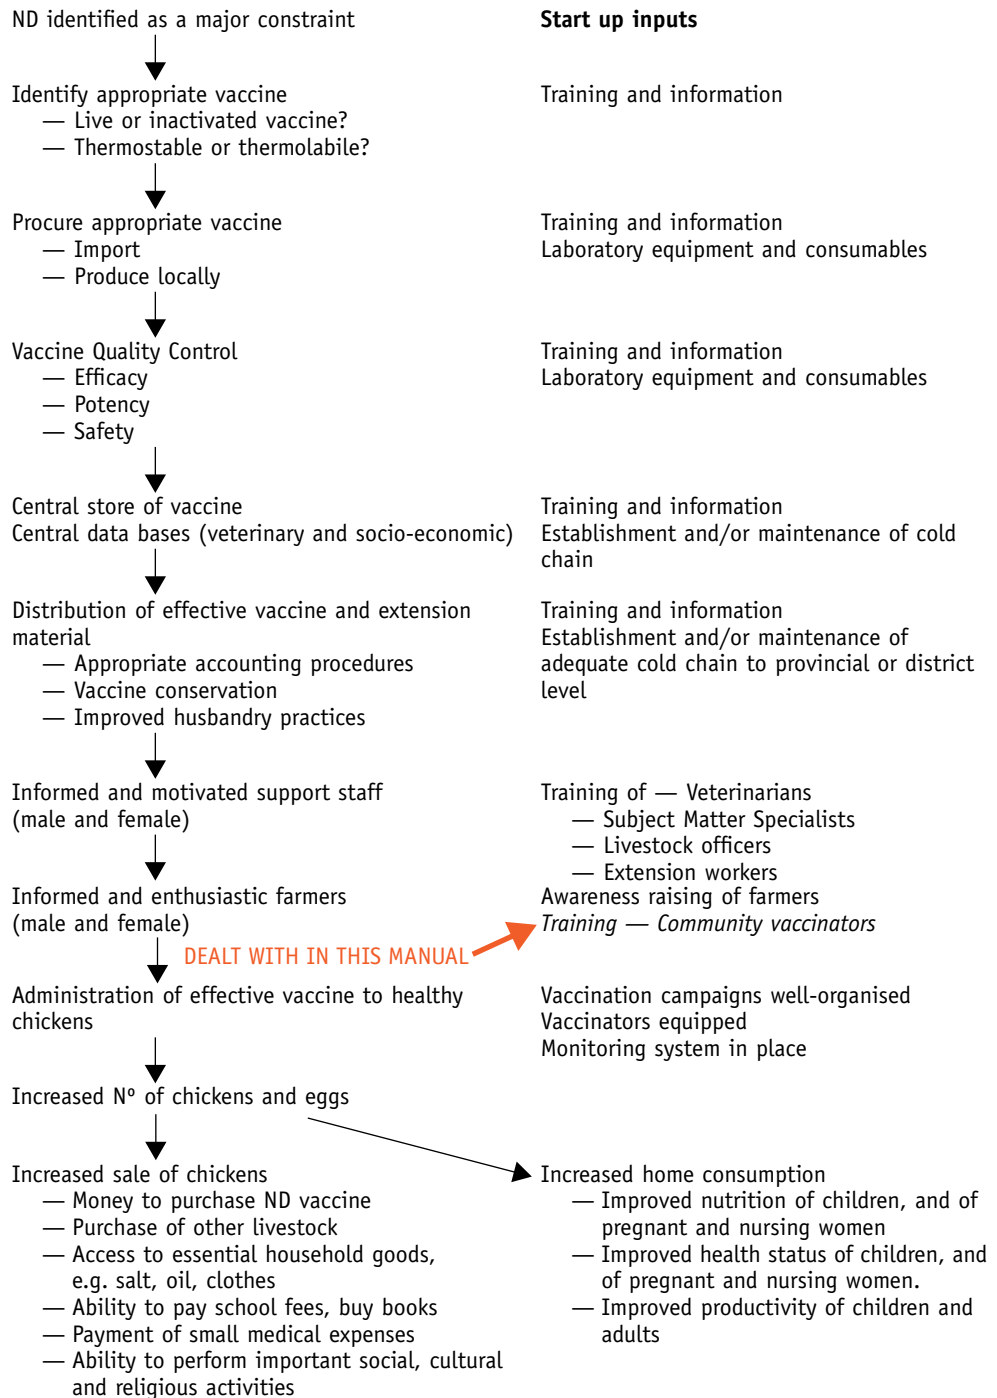 ND identified as a major constraint
Start up inputs
Identify appropriate vaccine
— Live or inactivated vaccine?
— Thermostable or thermolabile?
Training and information
Procure appropriate vaccine
— Import
— Produce locally
Training and information
Laboratory equipment and consumables
Vaccine Quality Control
— Efficacy
— Potency
— Safety
Training and information
Laboratory equipment and consumables
Central store of vaccine
Central data bases (veterinary and socio-economic)
Training and information
Establishment and/or maintenance of cold
chain
Distribution of effective vaccine and extension
material
— Appropriate accounting procedures
— Vaccine conservation
— Improved husbandry practices
Training and information
Establishment and/or maintenance of
adequate cold chain to provincial or district
level
Informed and motivated support staff
(male and female)
Training of — Veterinarians
— Subject Matter Specialists
— Livestock officers
— Extension workers
Informed and enthusiastic farmers
(male and female)
Awareness raising of farmers
Training — Community vaccinators
DEALT WITH IN THIS MANUAL
Administration of effective vaccine to healthy
chickens
Vaccination campaigns well-organised
Vaccinators equipped
Monitoring system in place
Increased Nº of chickens and eggs
Increased sale of chickens
— Money to purchase ND vaccine
— Purchase of other livestock
— Access to essential household goods,
e.g. salt, oil, clothes
— Ability to pay school fees, buy books
— Payment of small medical expenses
— Ability to perform important social, cultural
and religious activities
Increased home consumption
— Improved nutrition of children, and of
pregnant and nursing women
— Improved health status of children, and
of pregnant and nursing women.
— Improved productivity of children and
adults